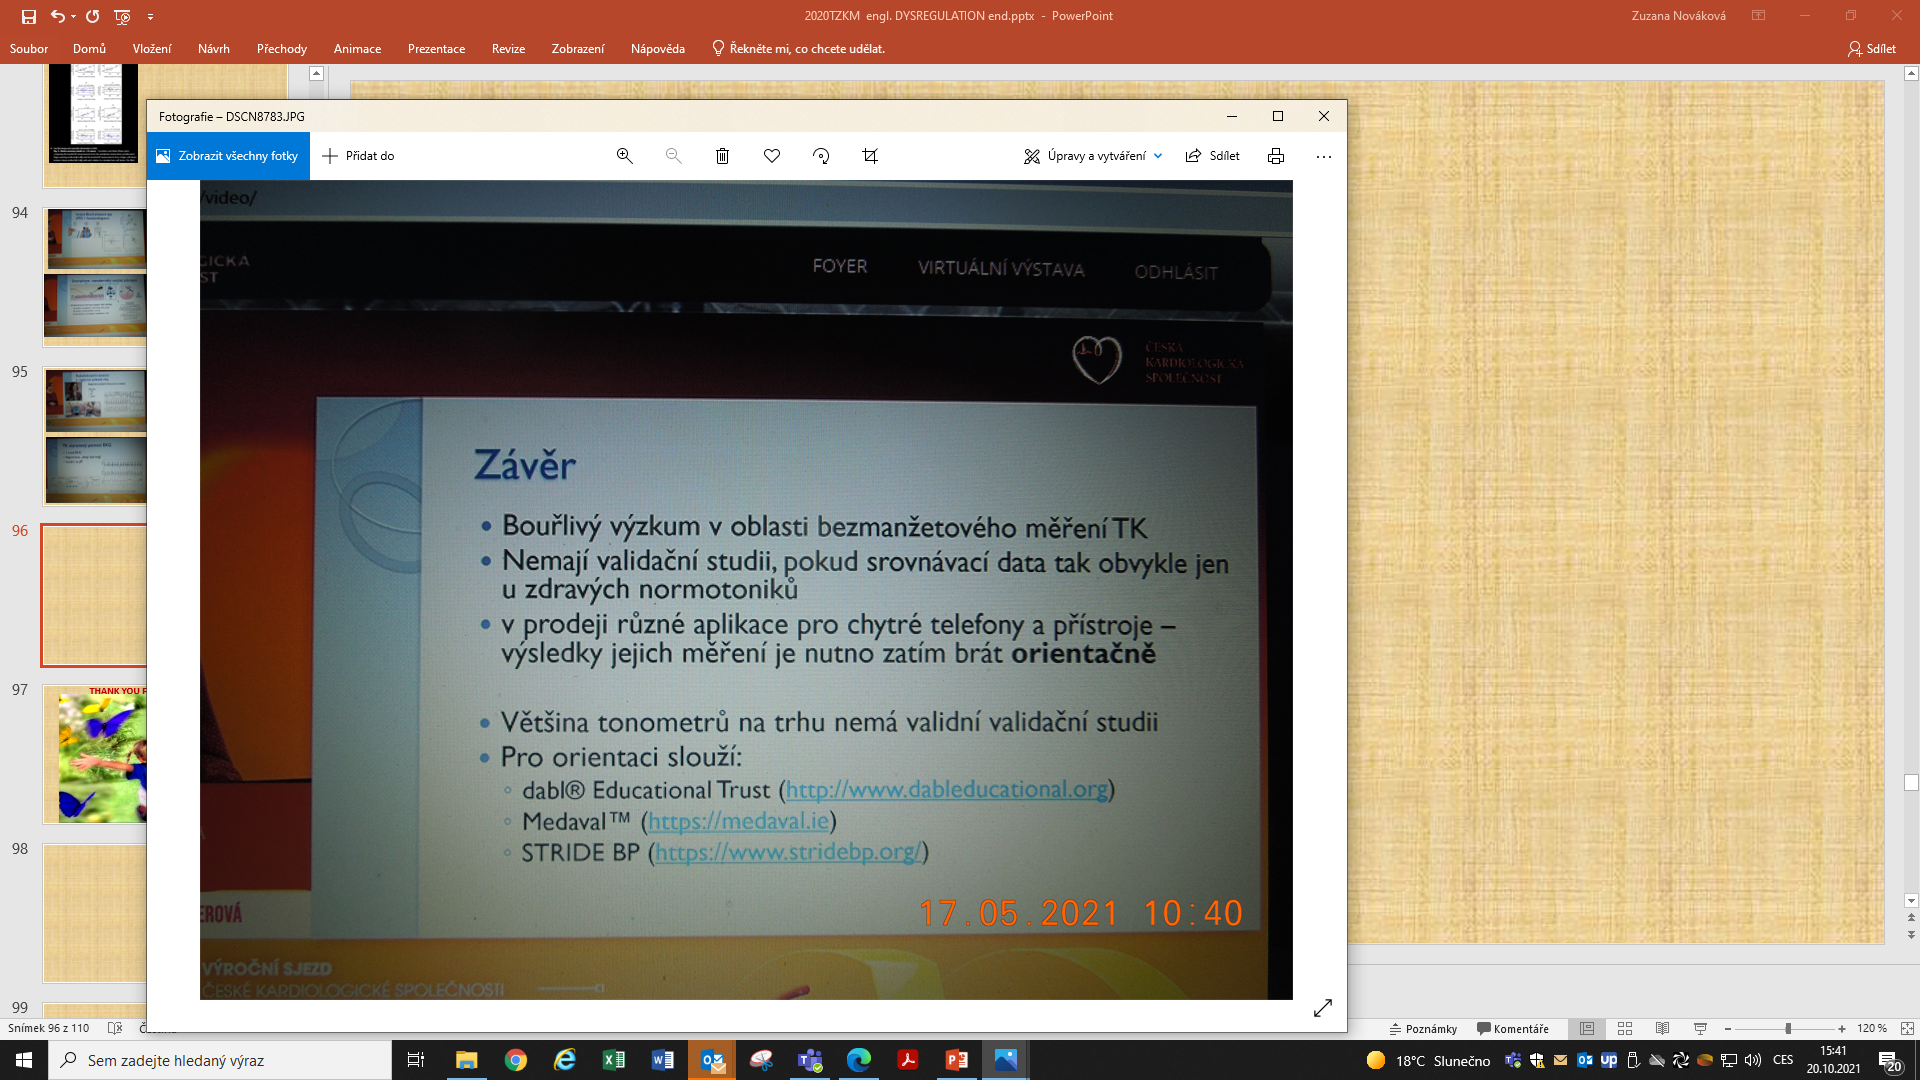 2020TZKM engl. DYSREGULATION end.pptx - PowerPoint
Zuzana Nováková
Soubor Domů Vložení Návrh Přechody Animace Prezentace Revize Zobrazení Nápověda Řekněte mi, co chcete udělat. Sdílet
Fotografie – DSCN8783.JPG
Zobrazit všechny fotky Přidat do Úpravy a vytváření Sdílet
/video/
GICKÁ
ST
FOYER VIRTUÁLNÍ VÝSTAVA ODHLÁSIT
ČESKÁ
KARDIOLOGICKÁ
SPOLEČNOST
Závěr
• Bouřlivý výzkum v oblasti bezmanžetového měření TK
• Nemají validační studii, pokud srovnávací data tak obvykle jen
u zdravých normotoniků
• v prodeji různé aplikace pro chytré telefony a přístroje –
výsledky jejich měření je nutno zatím brát orientačně
• Většina tonometrů na trhu nemá validní validační studii
• Pro orientaci slouží:
◦ dabl® Educational Trust (http://www.dableducational.org)
◦ Medaval™ (https://medaval.ie)
◦ STRIDE BP (https://www.stridebp.org/)
17.05.2021 10:40
EROVÁ
VÝROČNÍ SJEZD
ČESKÉ KARDIOLOGICKÉ SPOLEČNOSTI
94
95
96
97
THANK YOU F
98
99
Snímek 96 z 110
Poznámky Komentáře 120 %
Sem zadejte hledaný výraz
18°C Slunečno
CES
15:41
20.10.2021
20